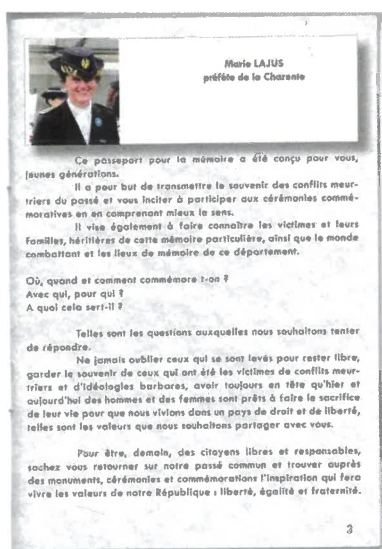 Marie LAJUS
préfète de la Charente
Ce passeport pour la mémoire a été conçu pour vous,
jeunes générations.
Il a pour but de transmettre le souvenir des conflits meur-
triers du passé et vous inciter à participer aux cérémonies commé-
moratives en en comprenant mieux le sens.
Il vise également à faire connaître les victimes et leurs
familles, héritières de cette mémoire particulière, ainsi que le monde
combattant et les lieux de mémoire de ce département.
Où, quand et comment commémore t-on ?
Avec qui, pour qui ?
A quoi cela sert-il ?
Telles sont les questions auxquelles nous souhaitons tenter
de répondre.
Ne jamais oublier ceux qui se sont levés pour rester libre,
garder le souvenir de ceux qui ont été les victimes de conflits meur-
triers et d'idéologies barbares, avoir toujours en tête qu'hier et
aujourd'hui des hommes et des femmes sont prêts à faire le sacrifice
de leur vie pour que nous vivions dans un pays de droit et de liberté,
telles sont les valeurs que nous souhaitons partager avec vous.
Pour être, demain, des citoyens libres et responsables,
sachez vous retourner sur notre passé commun et trouver auprès
des monuments, cérémonies et commémorations l'inspiration qui fera
vivre les valeurs de notre République : liberté, égalité et fraternité.
3